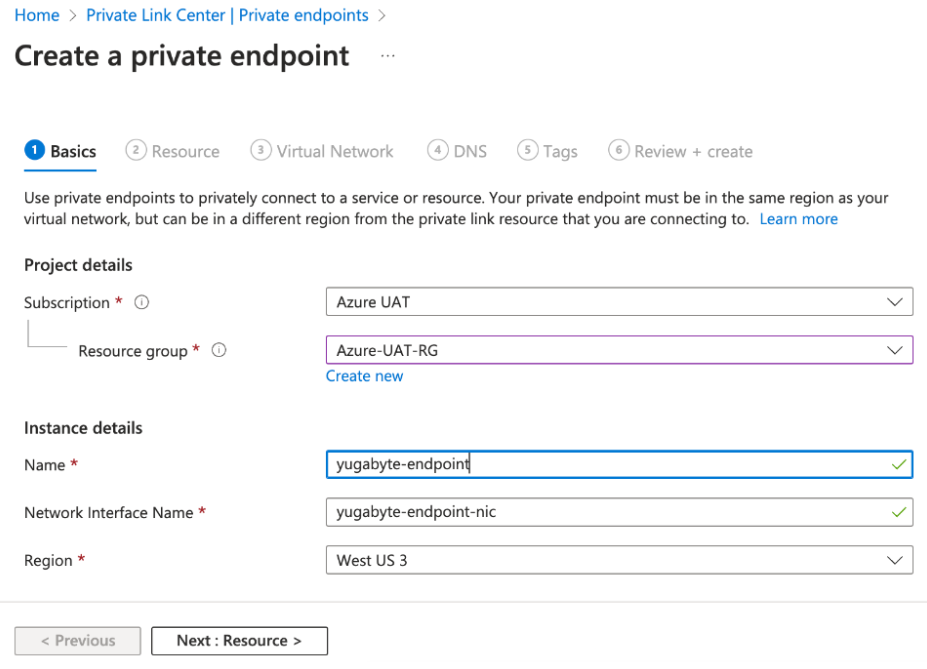 Home > Private Link Center | Private endpoints >
Create a private endpoint ...
1 Basics 2 Resource 3 Virtual Network 4 DNS 5 Tags 6 Review + create
Use private endpoints to privately connect to a service or resource. Your private endpoint must be in the same region as your
virtual network, but can be in a different region from the private link resource that you are connecting to. Learn more
Project details
Subscription * Azure UAT
Resource group * Azure-UAT-RG
Create new
Instance details
Name * yugabyte-endpoint
Network Interface Name * yugabyte-endpoint-nic
Region * West US 3
< Previous Next : Resource >